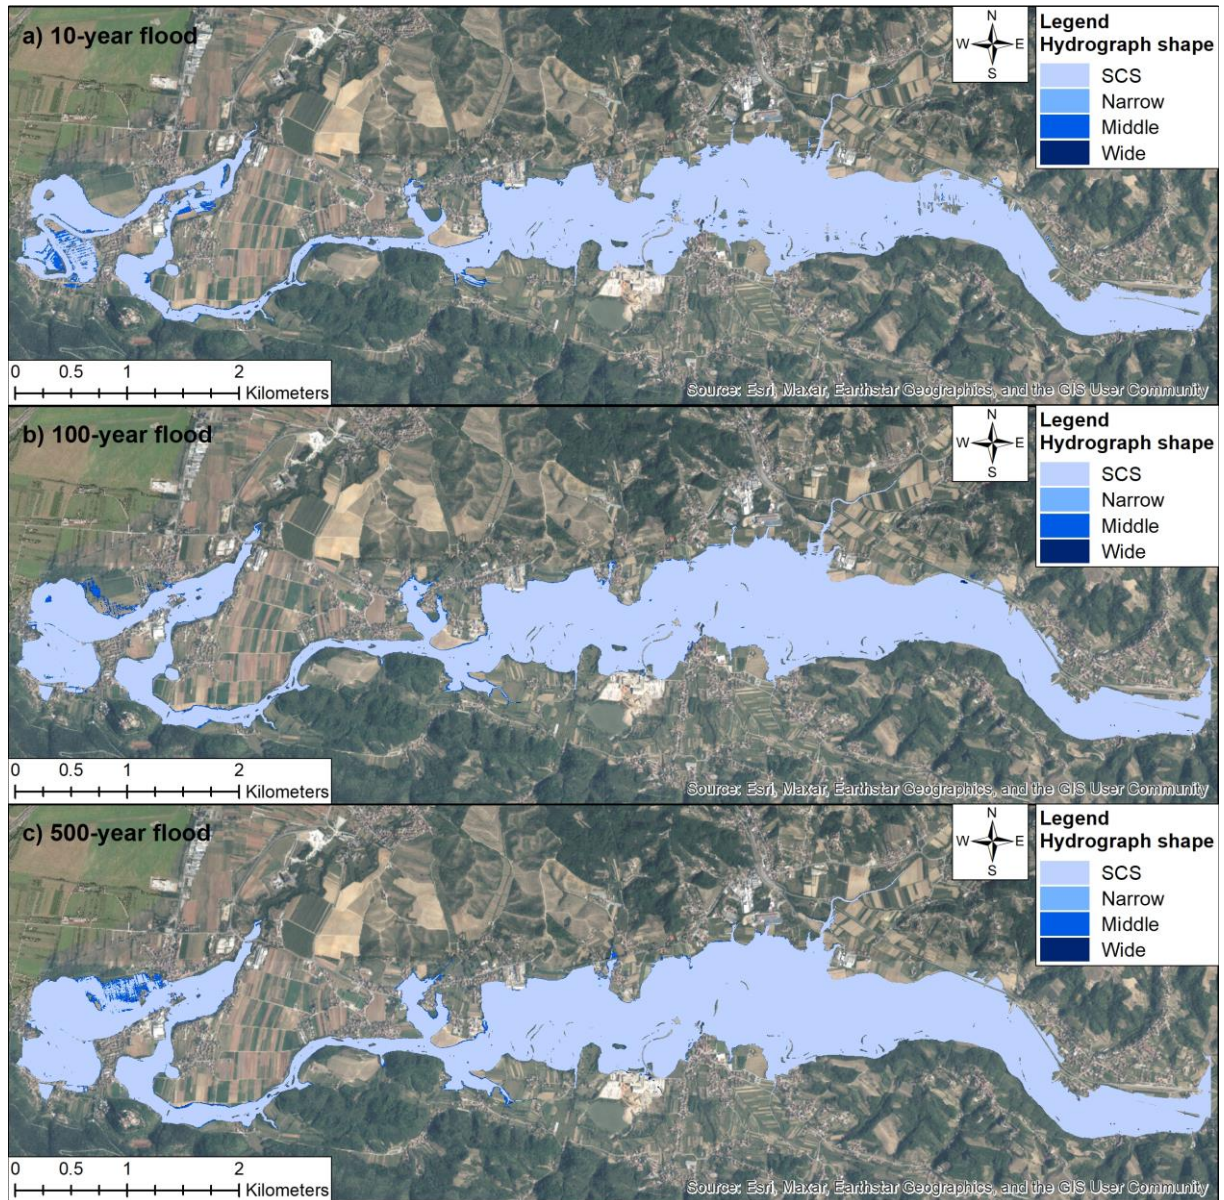 a) 10-year flood
N
W E
S
Legend
Hydrograph shape
SCS
Narrow
Middle
Wide
0 0.5 1 2
Kilometers
Source: Esri, Maxar, Earthstar Geographics, and the GIS User Community
b) 100-year flood
N
W E
S
Legend
Hydrograph shape
SCS
Narrow
Middle
Wide
0 0.5 1 2
Kilometers
Source: Esri, Maxar, Earthstar Geographics, and the GIS User Community
c) 500-year flood
N
W E
S
Legend
Hydrograph shape
SCS
Narrow
Middle
Wide
0 0.5 1 2
Kilometers
Source: Esri, Maxar, Earthstar Geographics, and the GIS User Community